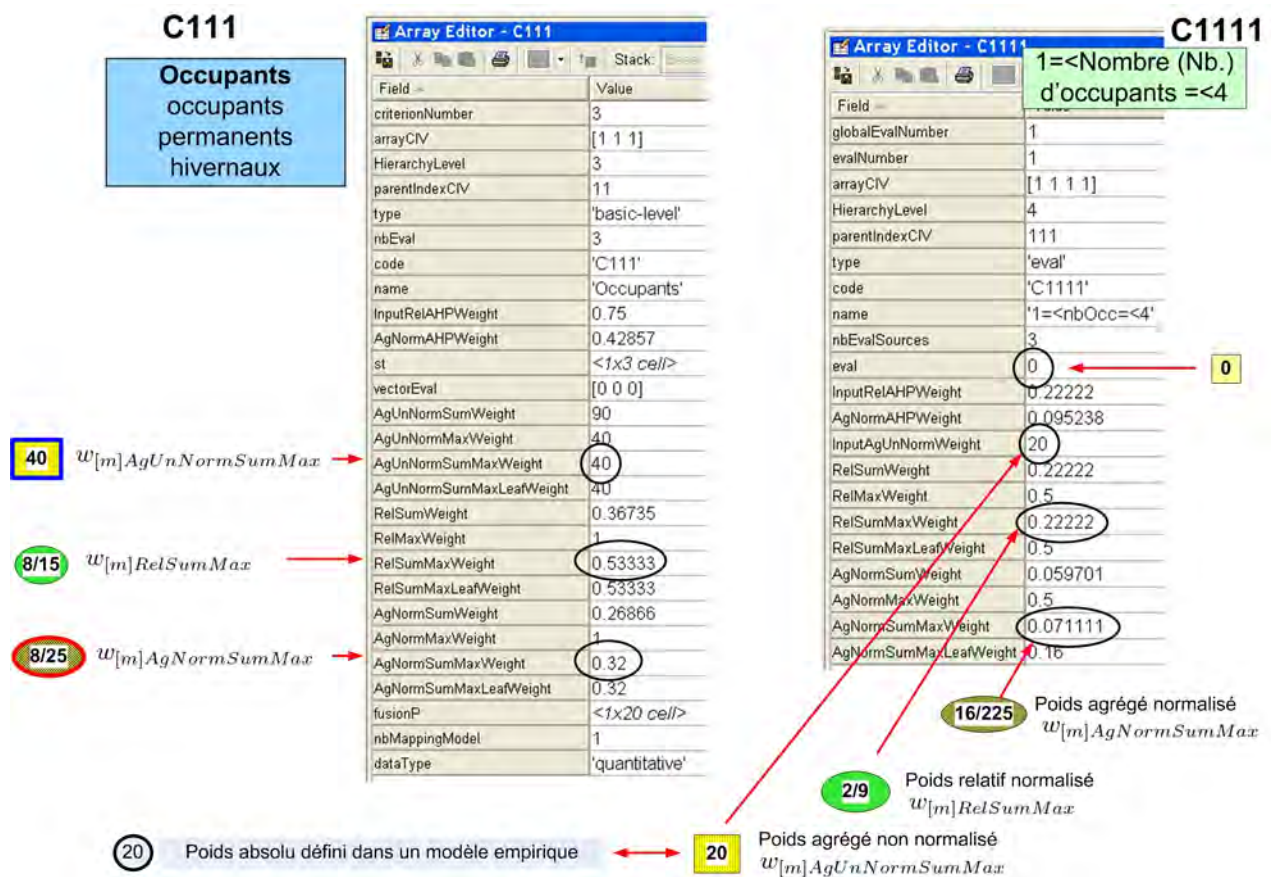 C111
Occupants
occupants
permanents
hivernaux
Array Editor - C111
Stack:
Field Value
criterionNumber 3
arrayCIV [1 1 1]
HierarchyLevel 3
parentIndexCIV 11
type 'basic-level'
nbEval 3
code 'C111'
name 'Occupants'
InputRelAHPWeight 0.75
AgNormAHPWeight 0.42857
st <1x3 cell>
vectorEval [0 0 0]
AgUnNormSumWeight 90
AgUnNormMaxWeight 40
AgUnNormSumMaxWeight 40
AgUnNormSumMaxLeafWeight 40
RelSumWeight 0.36735
RelMaxWeight 1
RelSumMaxWeight 0.53333
RelSumMaxLeafWeight 0.53333
AgNormSumWeight 0.26866
AgNormMaxWeight 1
AgNormSumMaxWeight 0.32
AgNormSumMaxLeafWeight 0.32
fusionP <1x20 cell>
nbMappingModel 1
dataType 'quantitative'
40 w[m]AgUnNormSumMax
8/15 w[m]RelSumMax
8/25 w[m]AgNormSumMax
C1111
Array Editor - C1111
1=<Nombre (Nb.)
d'occupants =<4
Field
globalEvalNumber 1
evalNumber 1
arrayCIV [1 1 1 1]
HierarchyLevel 4
parentIndexCIV 111
type 'eval'
code 'C1111'
name '1=<nbOcc=<4'
nbEvalSources 3
eval 0
InputRelAHPWeight 0.22222
AgNormAHPWeight 0.095238
InputAgUnNormWeight 20
RelSumWeight 0.22222
RelMaxWeight 0.5
RelSumMaxWeight 0.22222
RelSumMaxLeafWeight 0.5
AgNormSumWeight 0.059701
AgNormMaxWeight 0.5
AgNormSumMaxWeight 0.071111
AgNormSumMaxLeafWeight 0.16
0
16/225 Poids agrégé normalisé
w[m]AgNormSumMax
2/9 Poids relatif normalisé
w[m]RelSumMax
20 Poids absolu défini dans un modèle empirique
20 Poids agrégé non normalisé
w[m]AgUnNormSumMax